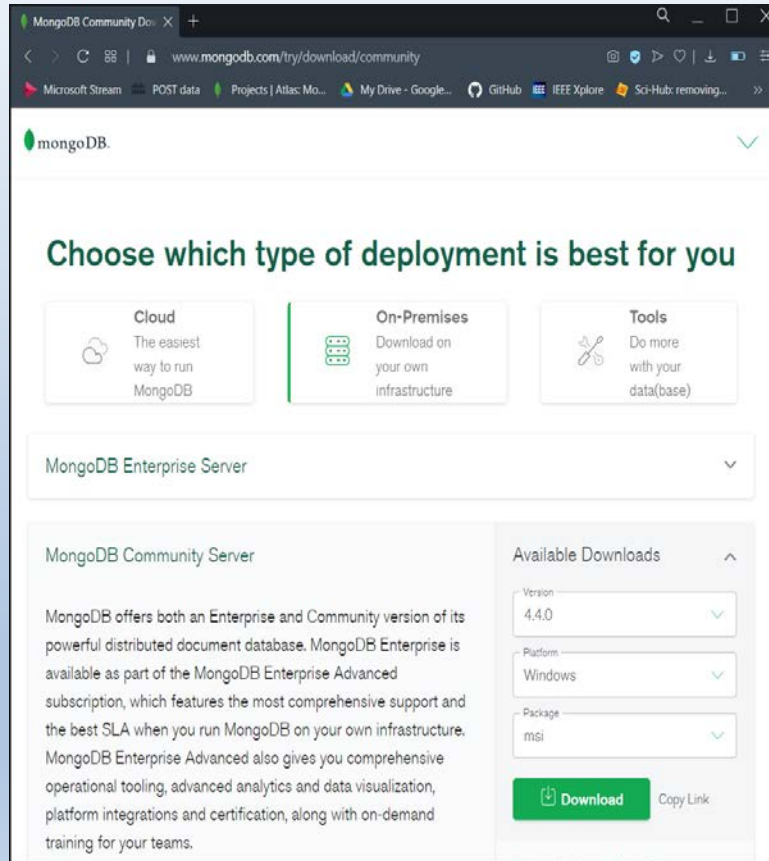 MongoDB Community Dow
www.mongodb.com/try/download/community
Microsoft Stream POST data Projects | Atlas: Mo... My Drive - Google... GitHub IEEE IEEE Xplore Sci-Hub: removing... »
mongoDB.
Choose which type of deployment is best for you
Cloud
The easiest
way to run
MongoDB
On-Premises
Download on
your own
infrastructure
Tools
Do more
with your
data(base)
MongoDB Enterprise Server
MongoDB Community Server
MongoDB offers both an Enterprise and Community version of its
powerful distributed document database. MongoDB Enterprise is
available as part of the MongoDB Enterprise Advanced
subscription, which features the most comprehensive support and
the best SLA when you run MongoDB on your own infrastructure.
MongoDB Enterprise Advanced also gives you comprehensive
operational tooling, advanced analytics and data visualization,
platform integrations and certification, along with on-demand
training for your teams.
Available Downloads
Version
4.4.0
Platform
Windows
Package
msi
Download Copy Link